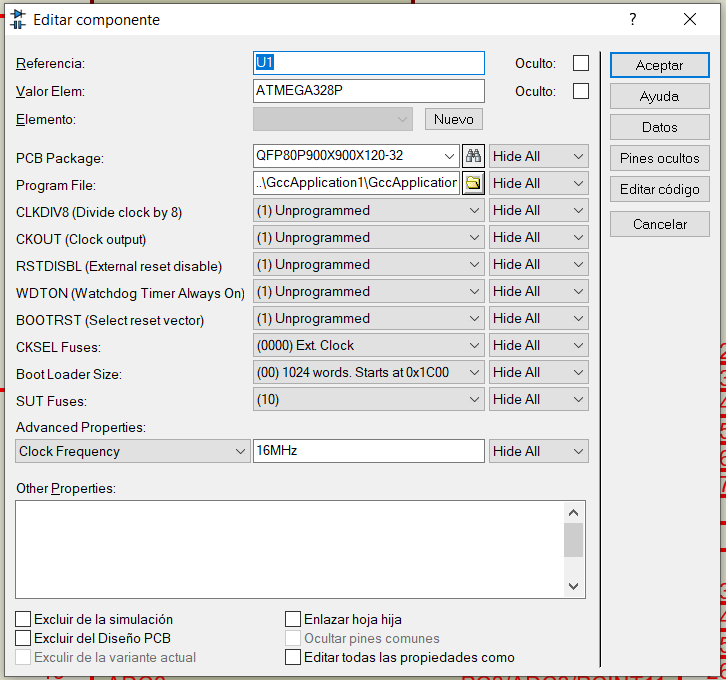 Editar componente ?
Referencia: U1 Oculto: Aceptar
Valor Elem: ATMEGA328P Oculto: Ayuda
Elemento: Nuevo Datos
PCB Package: QFP80P900X900X120-32 Hide All Pines ocultos
Program File: ..\GccApplication1\GccApplication Hide All Editar código
CLKDIV8 (Divide clock by 8) (1) Unprogrammed Hide All Cancelar
CKOUT (Clock output) (1) Unprogrammed Hide All
RSTDISBL (External reset disable) (1) Unprogrammed Hide All
WDTON (Watchdog Timer Always On) (1) Unprogrammed Hide All
BOOTRST (Select reset vector) (1) Unprogrammed Hide All
CKSEL Fuses: (0000) Ext. Clock Hide All
Boot Loader Size: (00) 1024 words. Starts at 0x1C00 Hide All
SUT Fuses: (10) Hide All
Advanced Properties:
Clock Frequency 16MHz Hide All
Other Properties:
Excluir de la simulación Enlazar hoja hija
Excluir del Diseño PCB Ocultar pines comunes
Exculir de la variante actual Editar todas las propiedades como